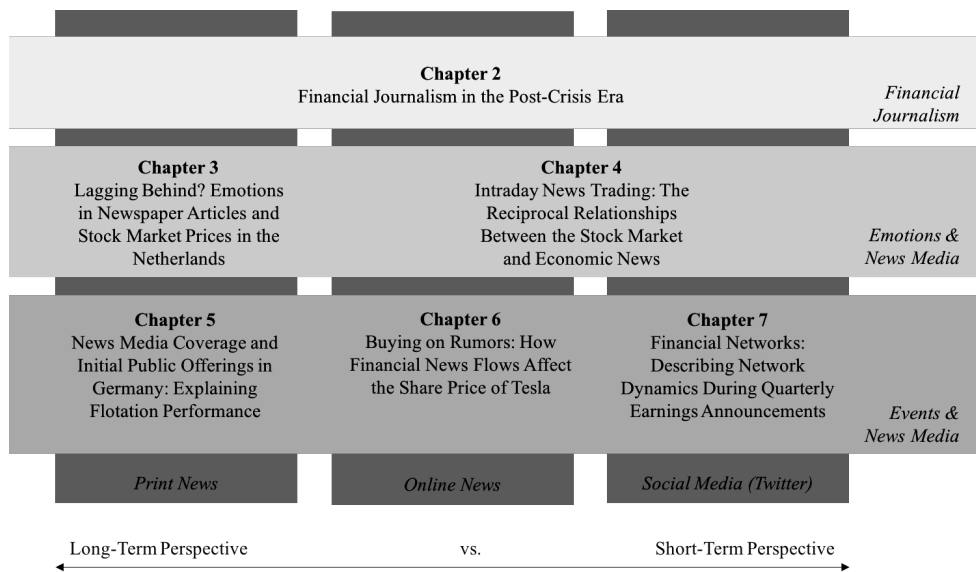 Chapter 2
Financial Journalism in the Post-Crisis Era
Financial
Journalism
Chapter 3
Lagging Behind? Emotions
in Newspaper Articles and
Stock Market Prices in the
Netherlands
Chapter 4
Intraday News Trading: The
Reciprocal Relationships
Between the Stock Market
and Economic News
Emotions &
News Media
Chapter 5
News Media Coverage and
Initial Public Offerings in
Germany: Explaining
Flotation Performance
Chapter 6
Buying on Rumors: How
Financial News Flows Affect
the Share Price of Tesla
Chapter 7
Financial Networks:
Describing Network
Dynamics During Quarterly
Earnings Announcements
Events &
News Media
Print News
Online News
Social Media (Twitter)
Long-Term Perspective
vs.
Short-Term Perspective